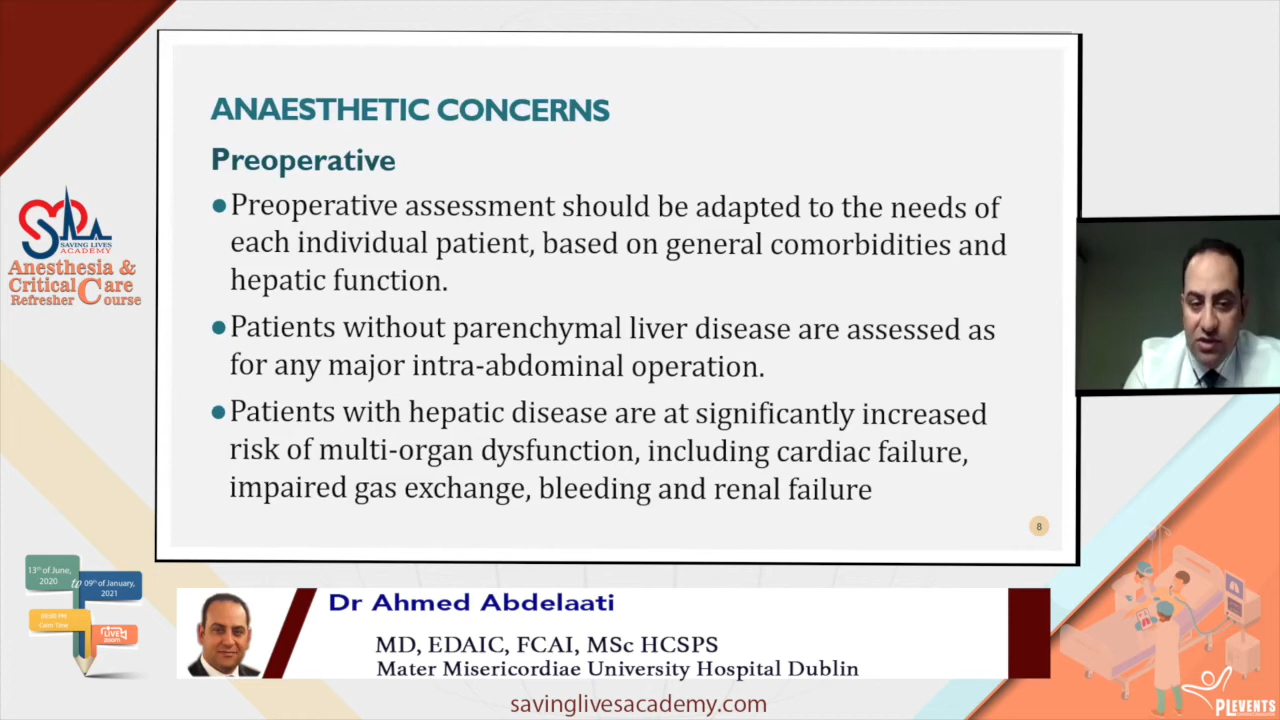 ANAESTHETIC CONCERNS
Preoperative
●Preoperative assessment should be adapted to the needs of
each individual patient, based on general comorbidities and
hepatic function.
●Patients without parenchymal liver disease are assessed as
for any major intra-abdominal operation.
●Patients with hepatic disease are at significantly increased
risk of multi-organ dysfunction, including cardiac failure,
impaired gas exchange, bleeding and renal failure
8
SAVING LIVES
ACADEMY
Anesthesia &
Critical Care
Refresher Course
13th of June,
2020
to
09th of January,
2021
Cairo Time
LIVE
zoom
Dr Ahmed Abdelaati
MD, EDAIC, FCAI, MSc HCSPS
Mater Misericordiae University Hospital Dublin
savinglivesacademy.com
PLEVENTS